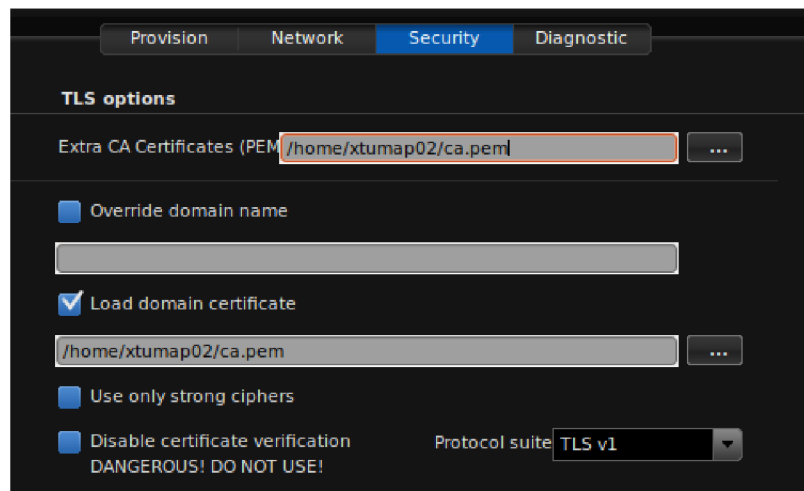 Provision Network Security Diagnostic
TLS options
Extra CA Certificates (PEM /home/xtumap02/ca.pem ...
Override domain name
Load domain certificate
/home/xtumap02/ca.pem ...
Use only strong ciphers
Disable certificate verification Protocol suite TLS v1
DANGEROUS! DO NOT USE!